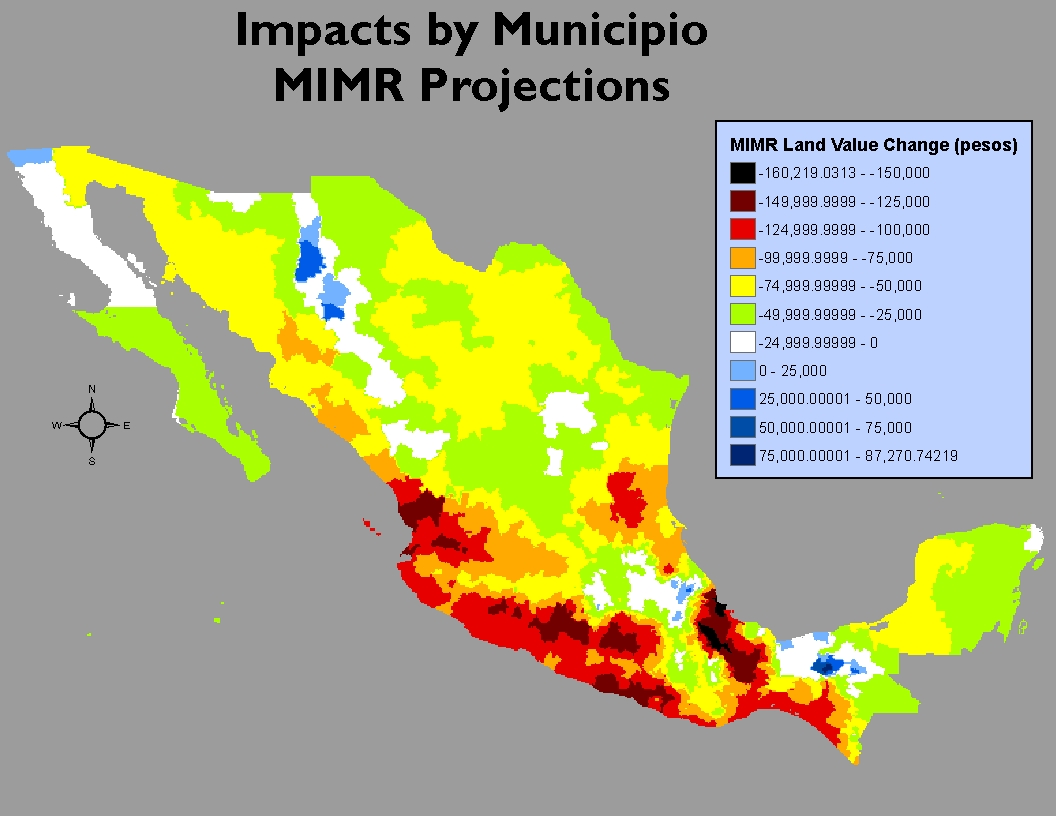 Impacts by Municipio
MIMR Projections
MIMR Land Value Change (pesos)
-160,219.0313 - -150,000
-149,999.9999 - -125,000
-124,999.9999 - -100,000
-99,999.9999 - -75,000
-74,999.99999 - -50,000
-49,999.99999 - -25,000
-24,999.99999 - 0
0 - 25,000
25,000.00001 - 50,000
50,000.00001 - 75,000
75,000.00001 - 87,270.74219
N
W E
S